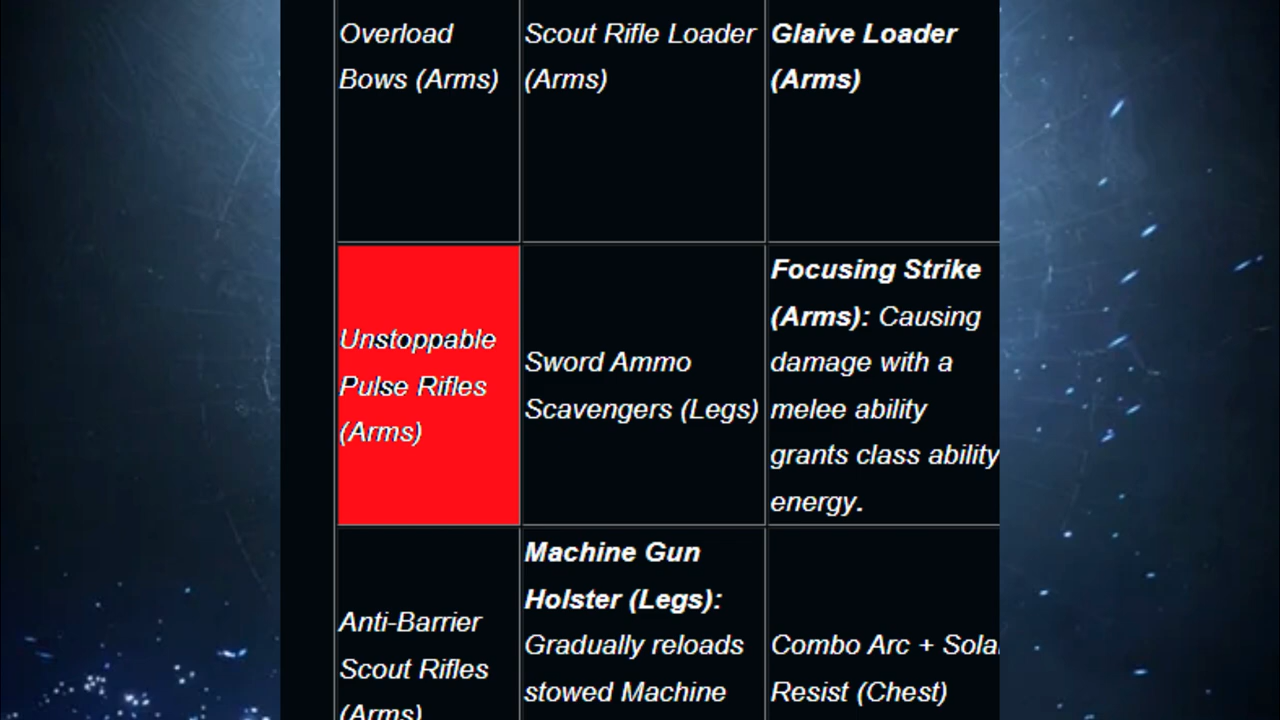 Overload
Bows (Arms)
Scout Rifle Loader
(Arms)
Glaive Loader
(Arms)
Unstoppable
Pulse Rifles
(Arms)
Sword Ammo
Scavengers (Legs)
Focusing Strike
(Arms): Causing
damage with a
melee ability
grants class ability
energy.
Anti-Barrier
Scout Rifles
(Arms)
Machine Gun
Holster (Legs):
Gradually reloads
stowed Machine
Combo Arc + Sola
Resist (Chest)